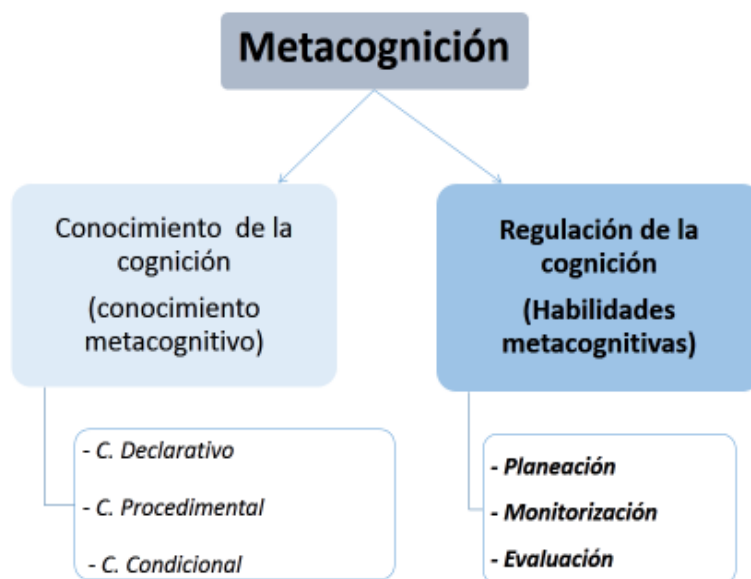 Metacognición
Conocimiento de la
cognición
(conocimiento
metacognitivo)
Regulación de la
cognición
(Habilidades
metacognitivas)
- C. Declarativo
- C. Procedimental
- C. Condicional
- Planeación
- Monitorización
- Evaluación